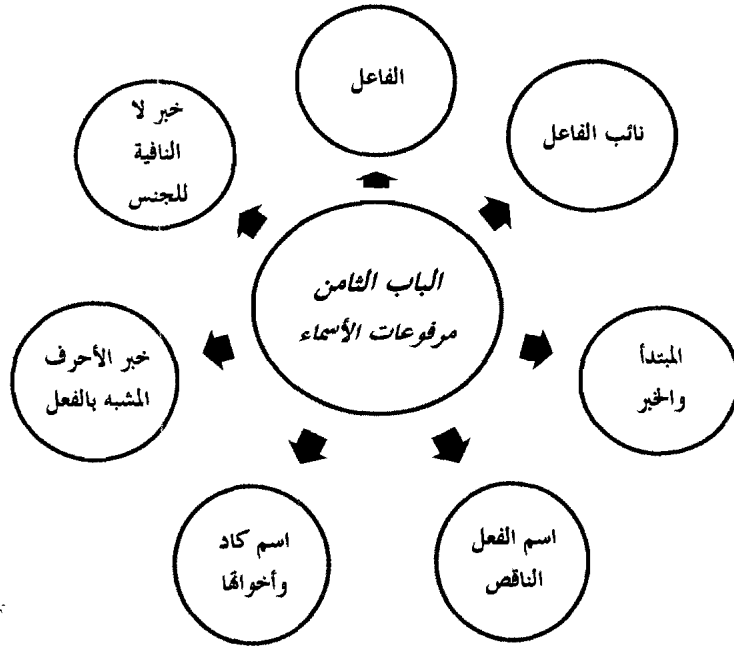 الباب الثامن
مرفوعات الأسماء
الفاعل
نائب الفاعل
المبتدأ
والخبر
اسم الفعل
الناقص
اسم كاد
وأخواتها
خبر الأحرف
المشبه بالفعل
خبر لا
النافية
للجنس